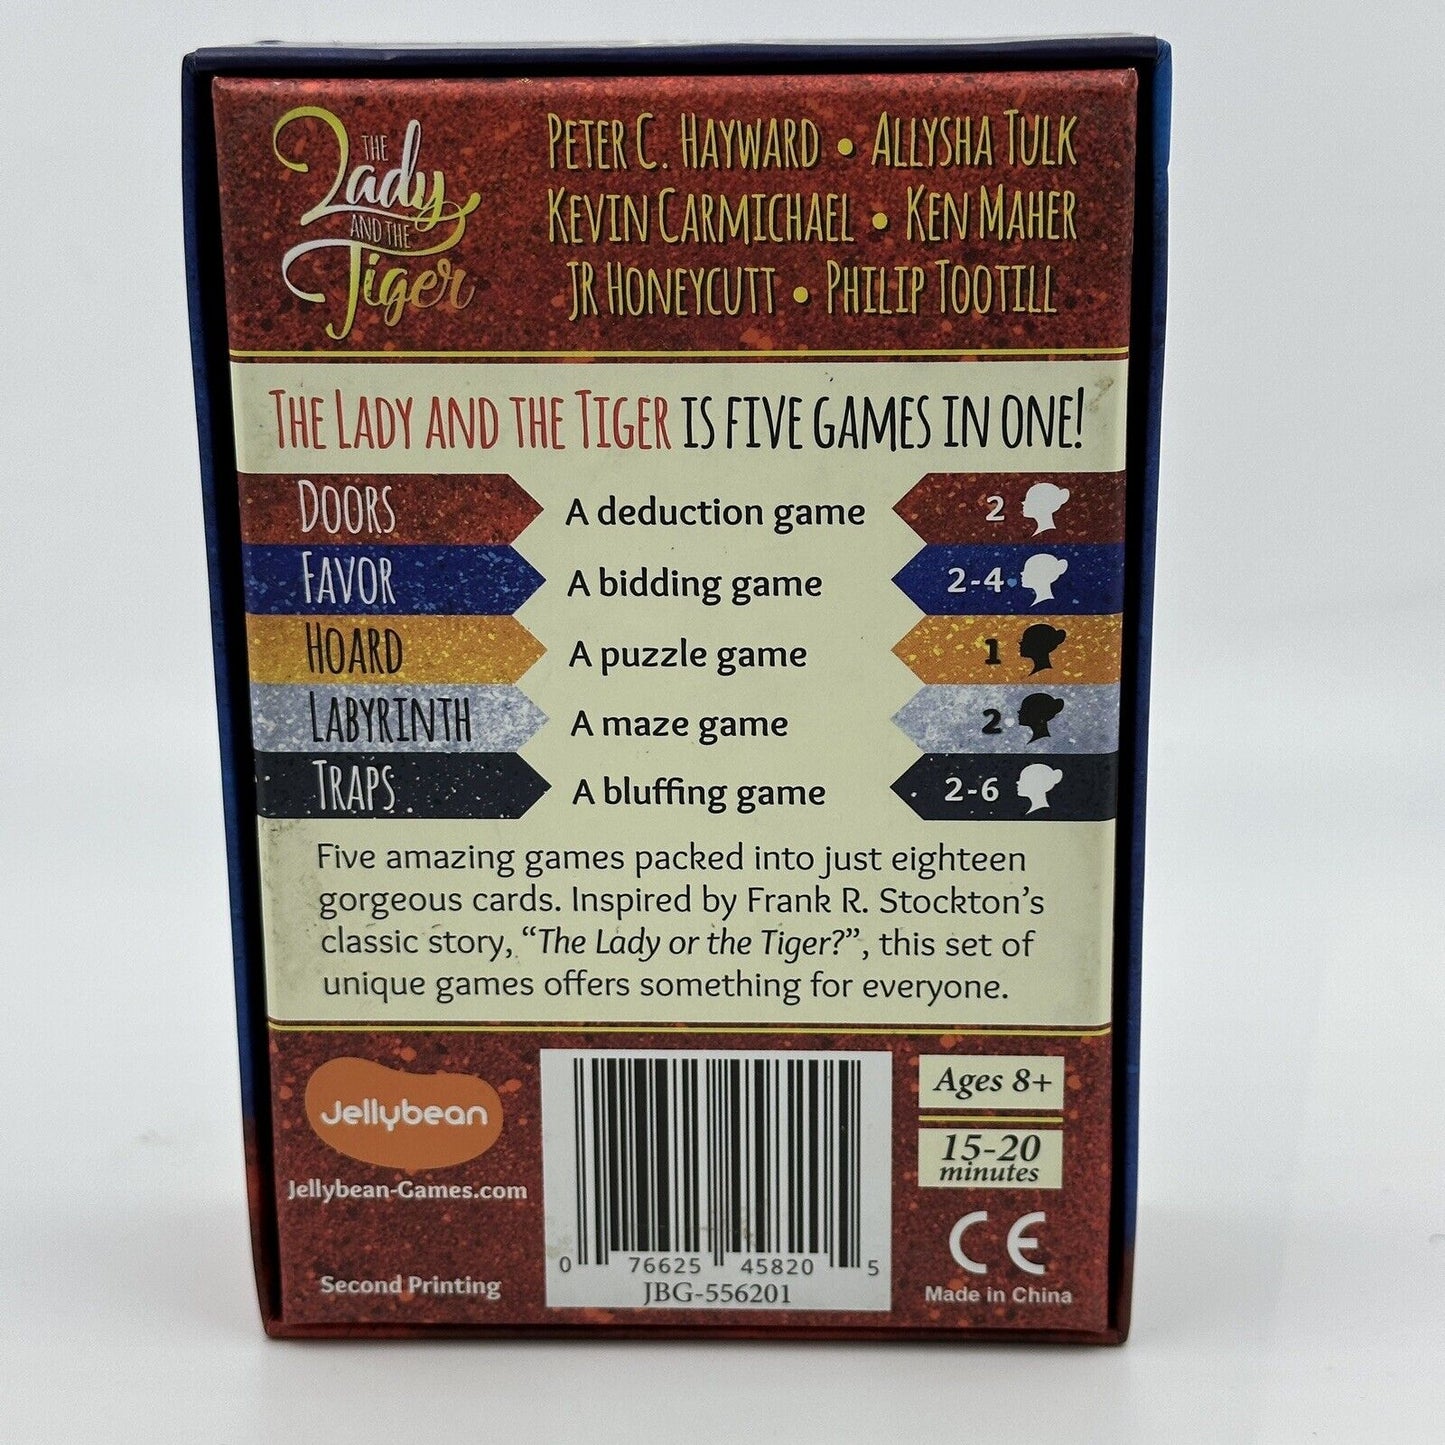 THE
Lady
AND THE
Tiger
PETER C. HAYWARD • ALLYSHA TULK
KEVIN CARMICHAEL • KEN MAHER
JR HONEYCUTT • PHILIP TOOTILL
THE LADY AND THE TIGER IS FIVE GAMES IN ONE!
DOORS A deduction game 2
FAVOR A bidding game 2-4
HOARD A puzzle game 1
LABYRINTH A maze game 2
TRAPS A bluffing game 2-6
Five amazing games packed into just eighteen
gorgeous cards. Inspired by Frank R. Stockton's
classic story, “The Lady or the Tiger?”, this set of
unique games offers something for everyone.
Jellybean
Jellybean-Games.com
Second Printing
0 76625 45820 5
JBG-556201
Ages 8+
15-20
minutes
CE
Made in China